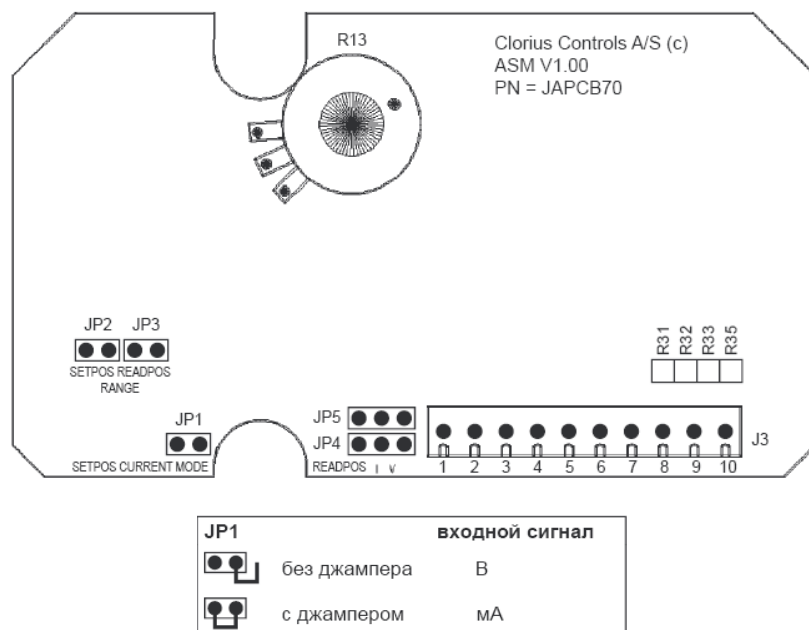 R13
Clorius Controls A/S (c)
ASM V1.00
PN = JAPCB70
JP2 JP3
SETPOS READPOS
RANGE
R31 R32 R33 R35
JP1
SETPOS CURRENT MODE
JP5
JP4
READPOS I V
J3
1 2 3 4 5 6 7 8 9 10
JP1 входной сигнал
без джампера В
с джампером мА